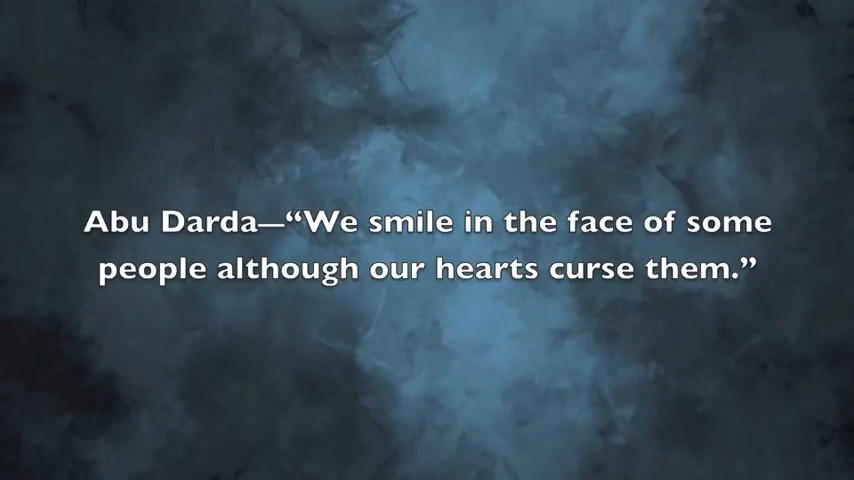 Abu Darda—“We smile in the face of some
people although our hearts curse them.”